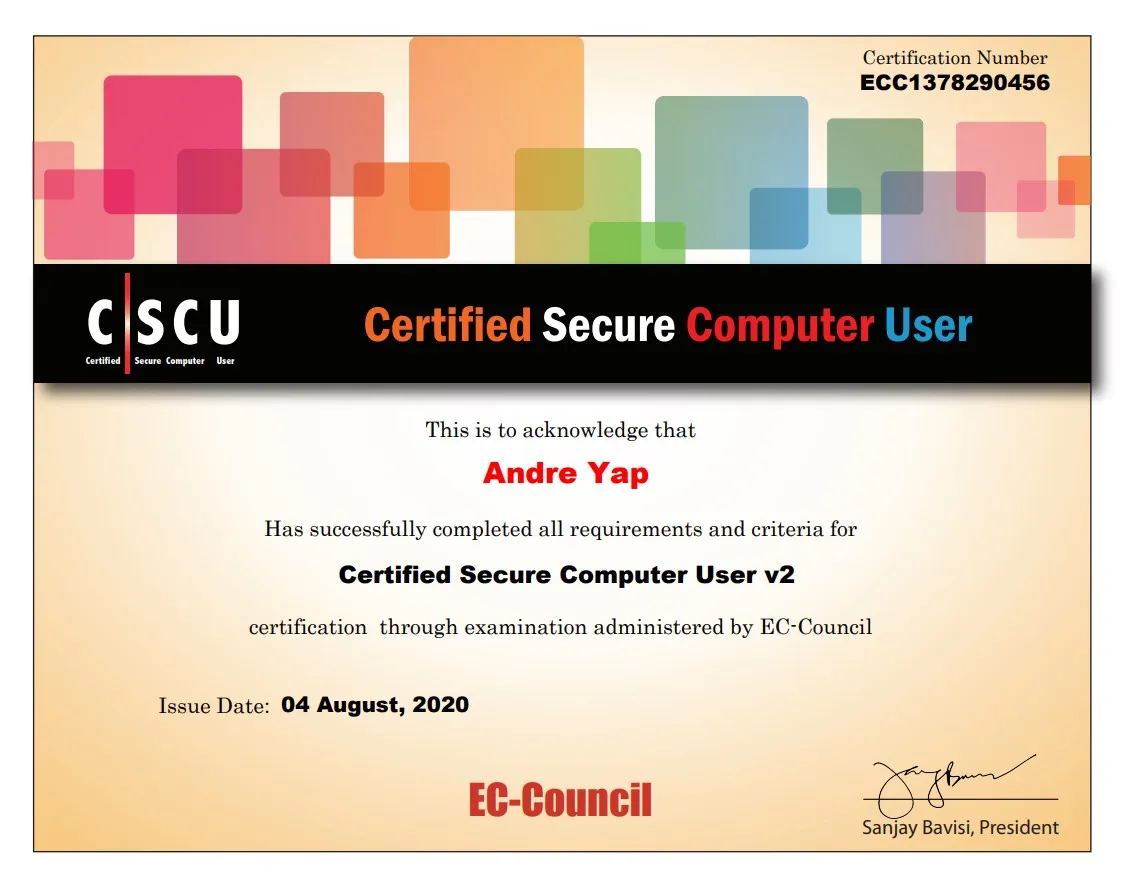 Certification Number
ECC1378290456
CSCU
Certified Secure Computer User
Certified Secure Computer User
This is to acknowledge that
Andre Yap
Has successfully completed all requirements and criteria for
Certified Secure Computer User v2
certification through examination administered by EC-Council
Issue Date: 04 August, 2020
EC-Council
Sanjay Bavisi, President